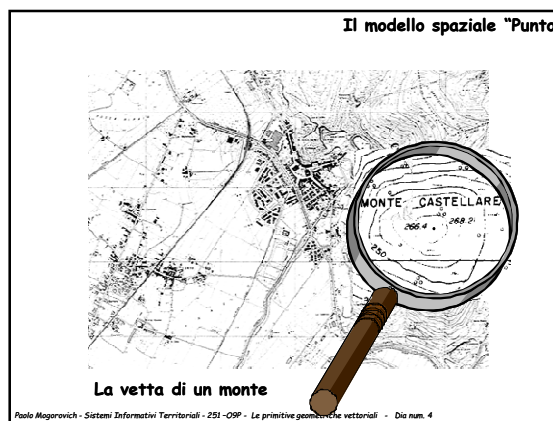 Il modello spaziale “Punto
MONTE CASTELLARE
266.4 268.2
250
La vetta di un monte
Paolo Mogorovich - Sistemi Informativi Territoriali - 251-09P - Le primitive geometriche vettoriali - Dia num. 4